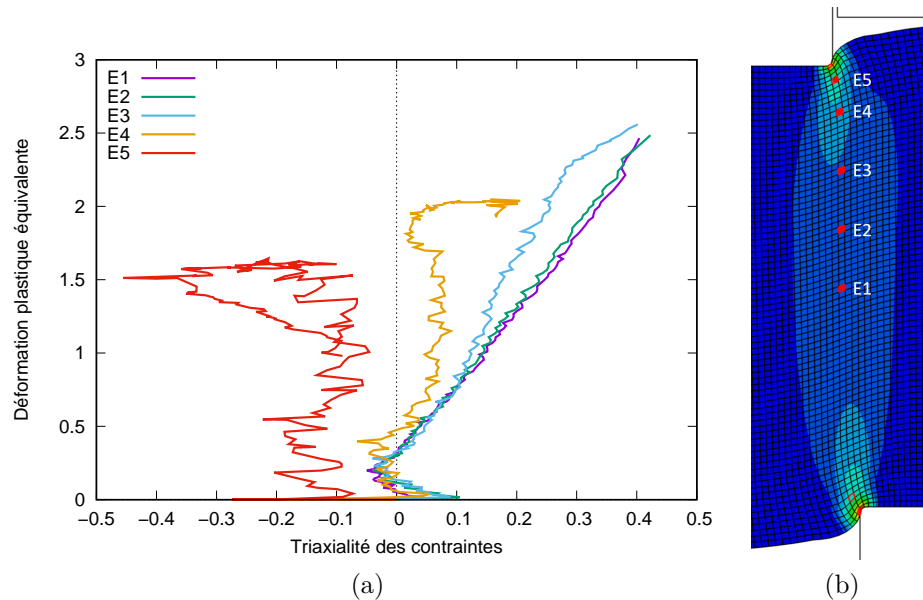 E1
E2
E3
E4
E5
3
2.5
2
1.5
1
0.5
0
−0.5 −0.4 −0.3 −0.2 −0.1 0 0.1 0.2 0.3 0.4 0.5
Déformation plastique équivalente
Triaxialité des contraintes
(a)
E5
E4
E3
E2
E1
(b)